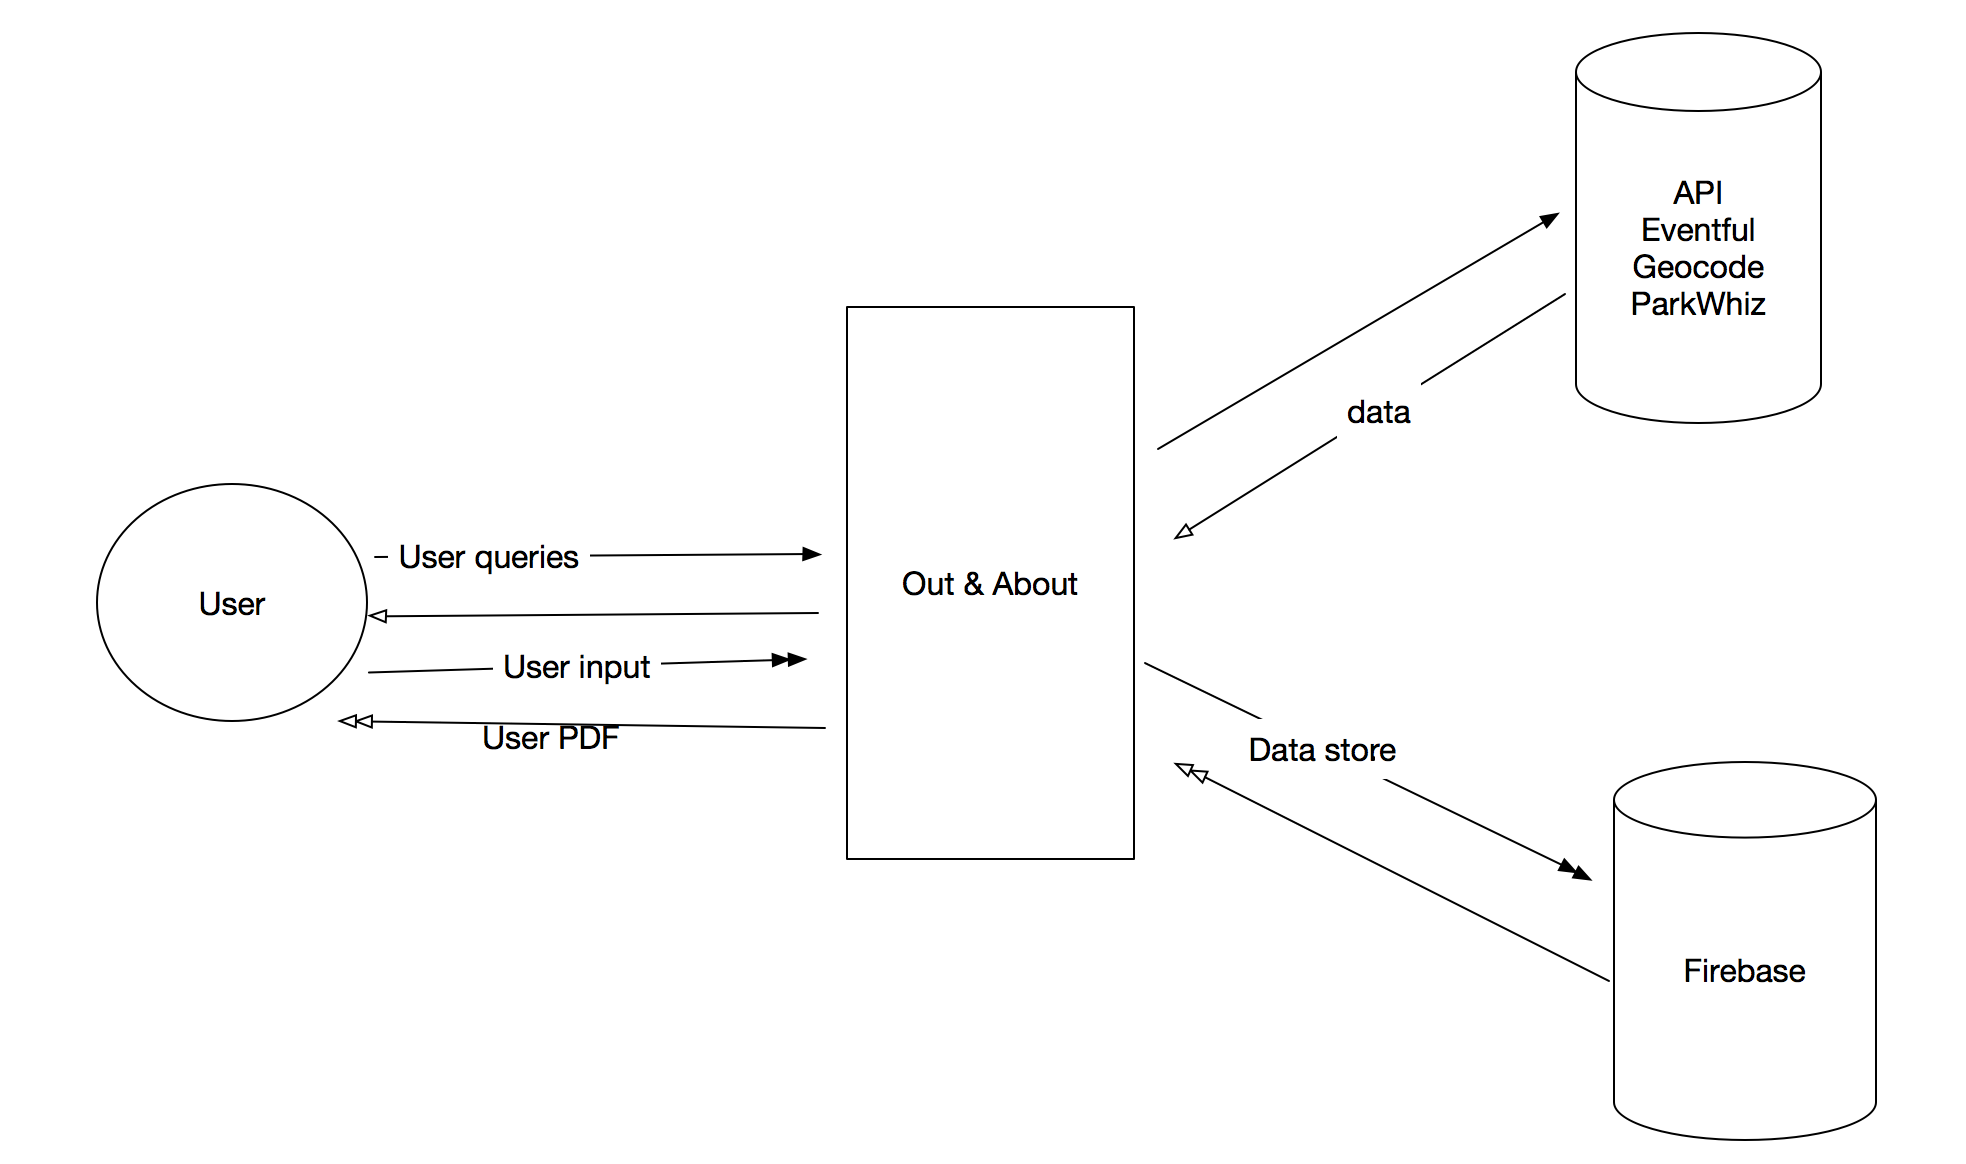 API
Eventful
Geocode
ParkWhiz
data
User queries
User
Out & About
User input
User PDF
Data store
Firebase